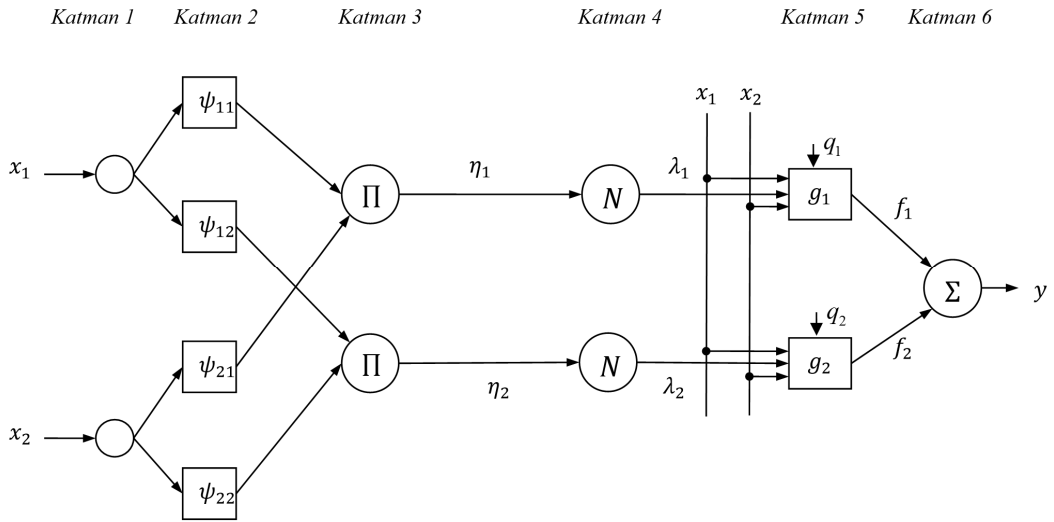 Katman 1 Katman 2 Katman 3 Katman 4 Katman 5 Katman 6
x₁ x₂
ψ₁₁
q₁
x₁
η₁
λ₁
Π
N
g₁
f₁
ψ₁₂
Σ
y
q₂
ψ₂₁
f₂
Π
N
g₂
η₂
λ₂
x₂
ψ₂₂